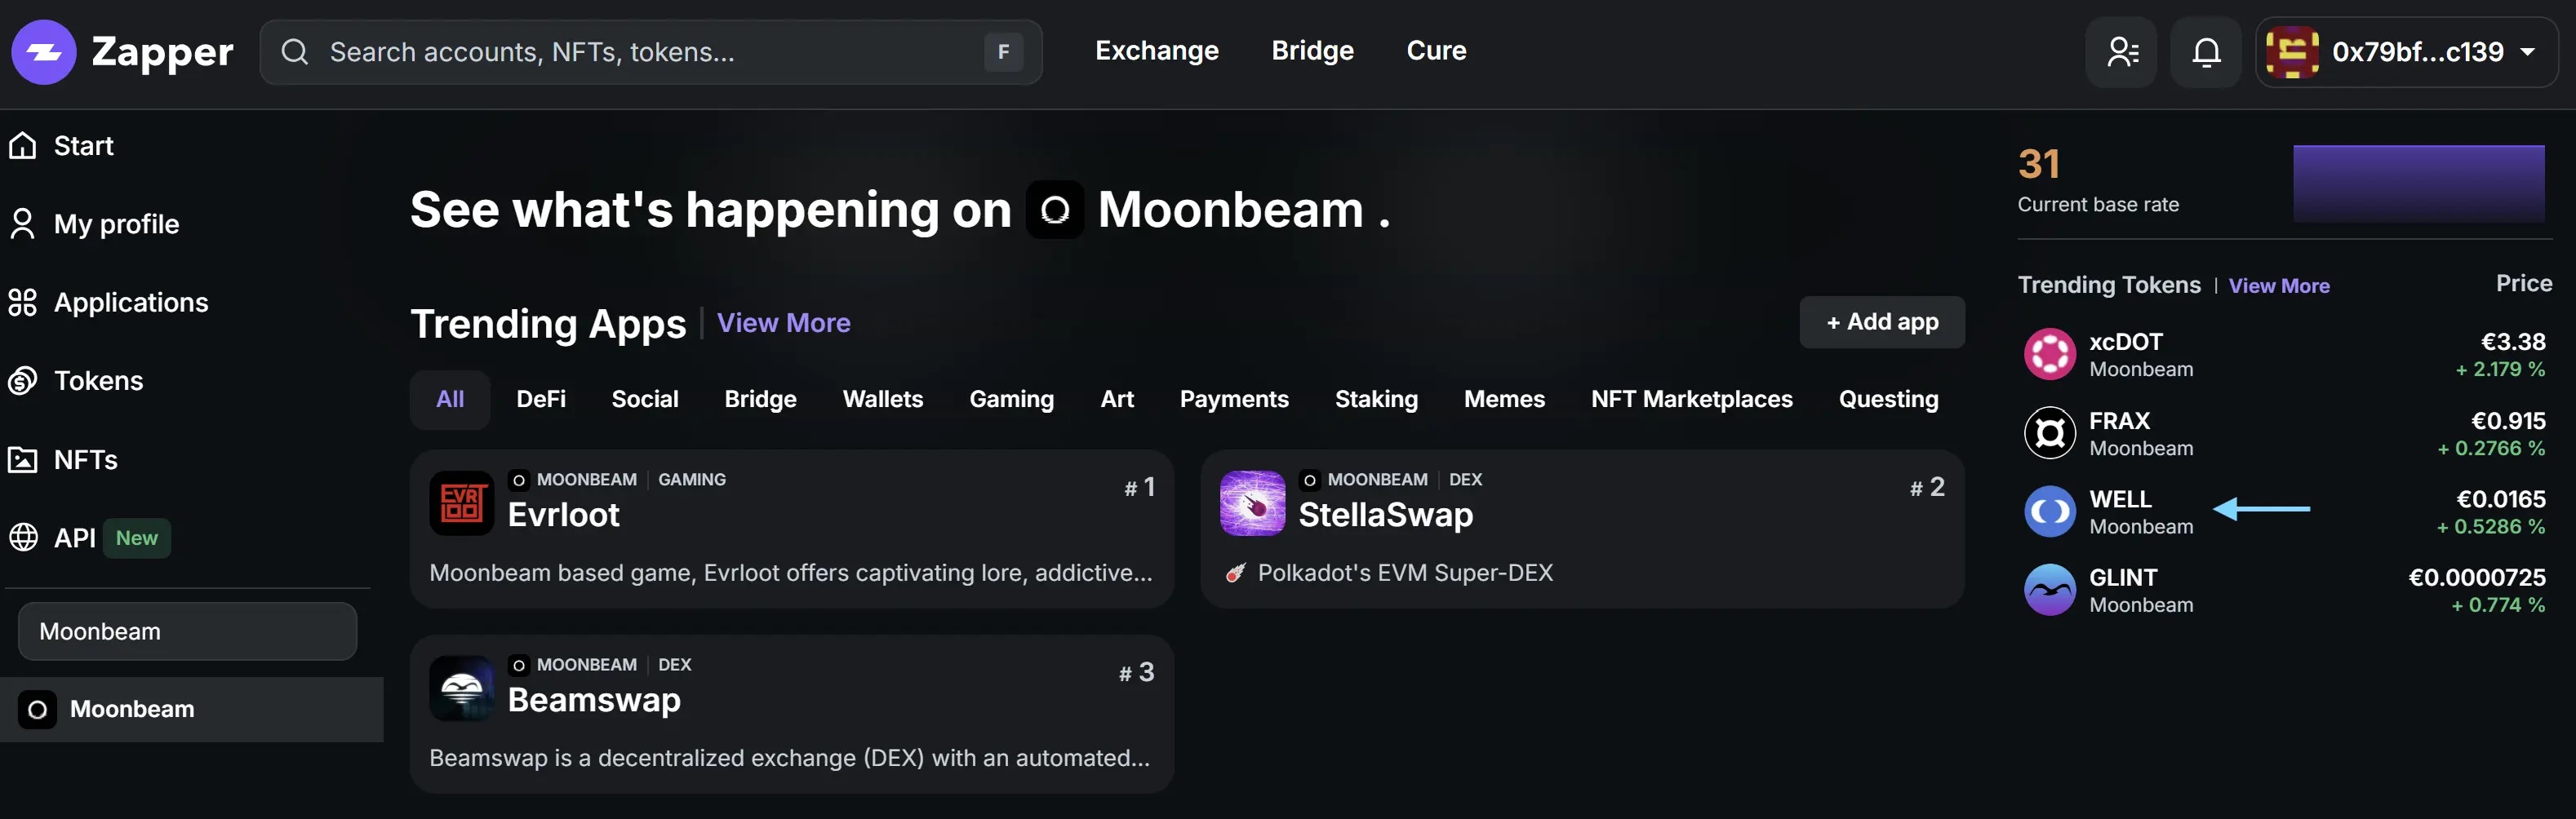 Zapper
Search accounts, NFTs, tokens...
F
Exchange
Bridge
Cure
0x79bf...c139
Start
My profile
Applications
Tokens
NFTs
API
New
Moonbeam
Moonbeam
See what's happening on Moonbeam .
Trending Apps
View More
+ Add app
All
DeFi
Social
Bridge
Wallets
Gaming
Art
Payments
Staking
Memes
NFT Marketplaces
Questing
EVRLOOT
MOONBEAM | GAMING
# 1
Evrloot
Moonbeam based game, Evrloot offers captivating lore, addictive...
MOONBEAM | DEX
# 2
StellaSwap
Polkadot's EVM Super-DEX
MOONBEAM | DEX
# 3
Beamswap
Beamswap is a decentralized exchange (DEX) with an automated...
31
Current base rate
Trending Tokens | View More
Price
xcDOT
€3.38
Moonbeam
+ 2.179 %
FRAX
€0.915
Moonbeam
+ 0.2766 %
WELL
€0.0165
Moonbeam
+ 0.5286 %
GLINT
€0.0000725
Moonbeam
+ 0.774 %